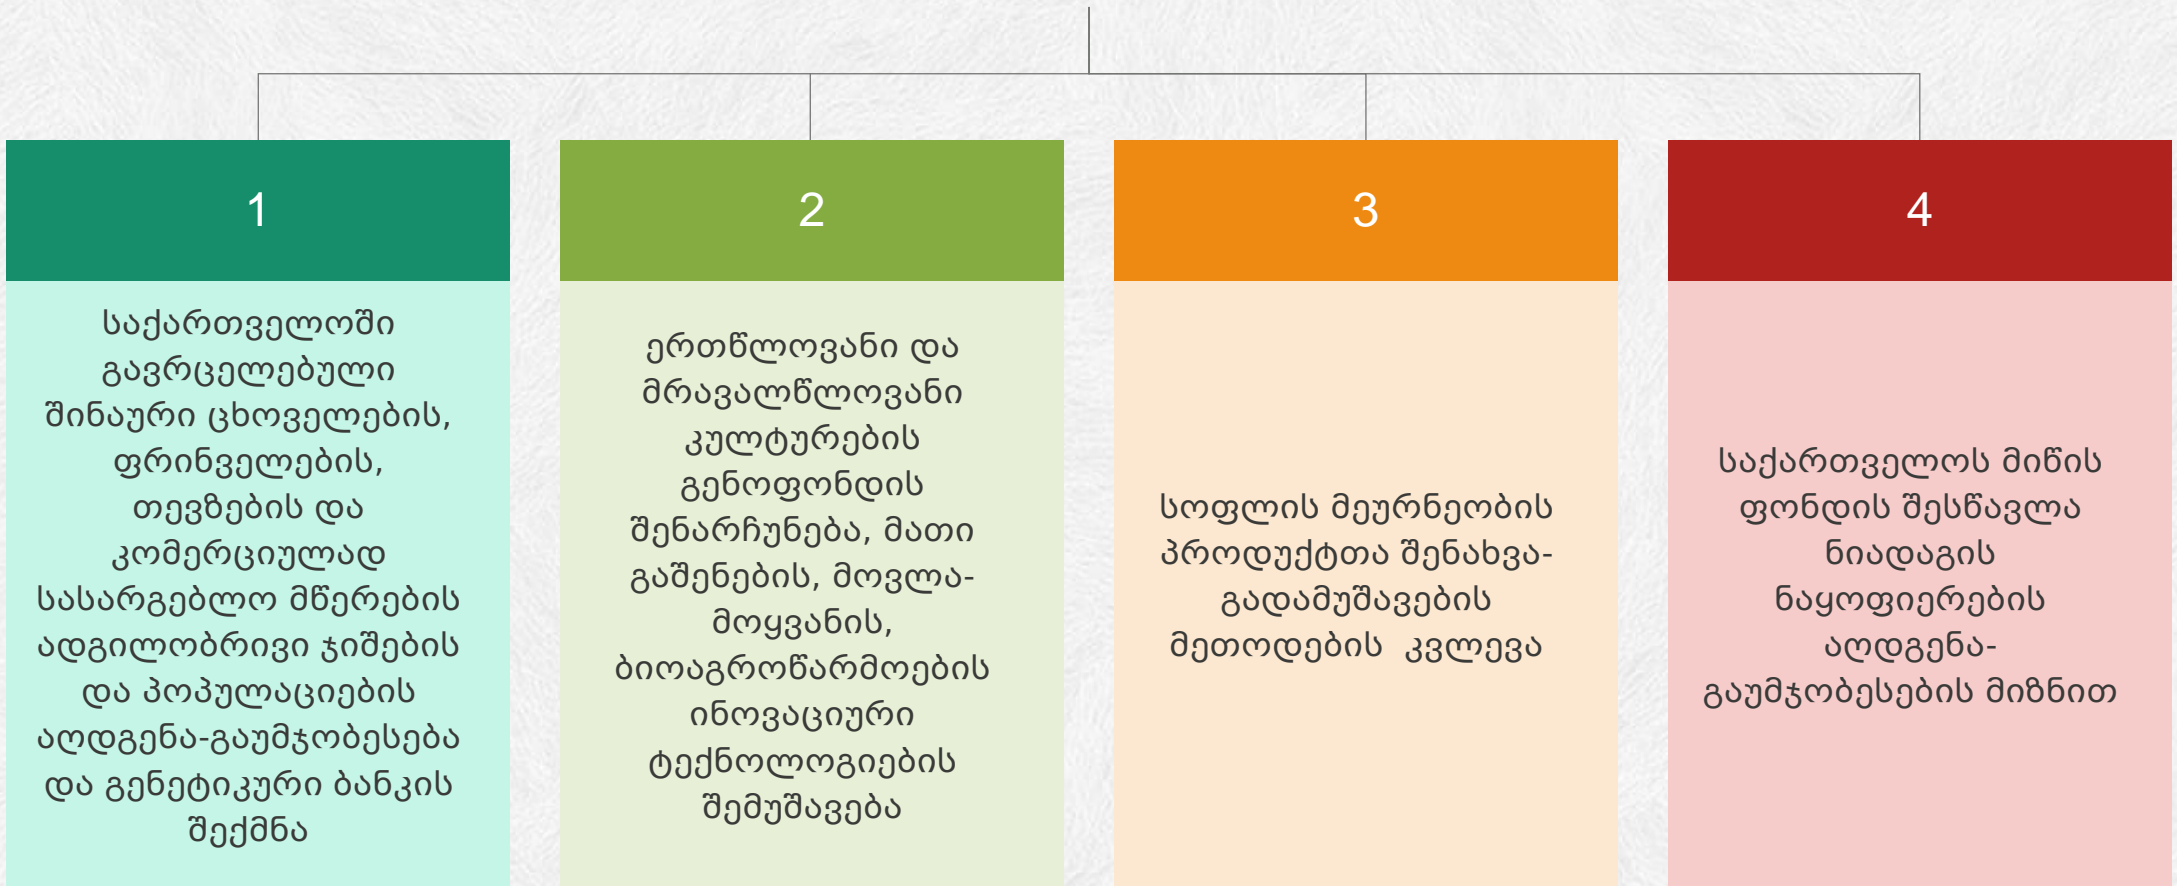 1
საქართველოში
გავრცელებული
შინაური ცხოველების,
ფრინველების,
თევზების და
კომერციულად
სასარგებლო მწერების
ადგილობრივი ჯიშების
და პოპულაციების
აღდგენა-გაუმჯობესება
და გენეტიკური ბანკის
შექმნა
2
ერთწლოვანი და
მრავალწლოვანი
კულტურების
გენოფონდის
შენარჩუნება, მათი
გაშენების, მოვლა-
მოყვანის,
ბიოაგროწარმოების
ინოვაციური
ტექნოლოგიების
შემუშავება
3
სოფლის მეურნეობის
პროდუქტთა შენახვა-
გადამუშავების
მეთოდების  კვლევა
4
საქართველოს მიწის
ფონდის შესწავლა
ნიადაგის
ნაყოფიერების
აღდგენა-
გაუმჯობესების მიზნით